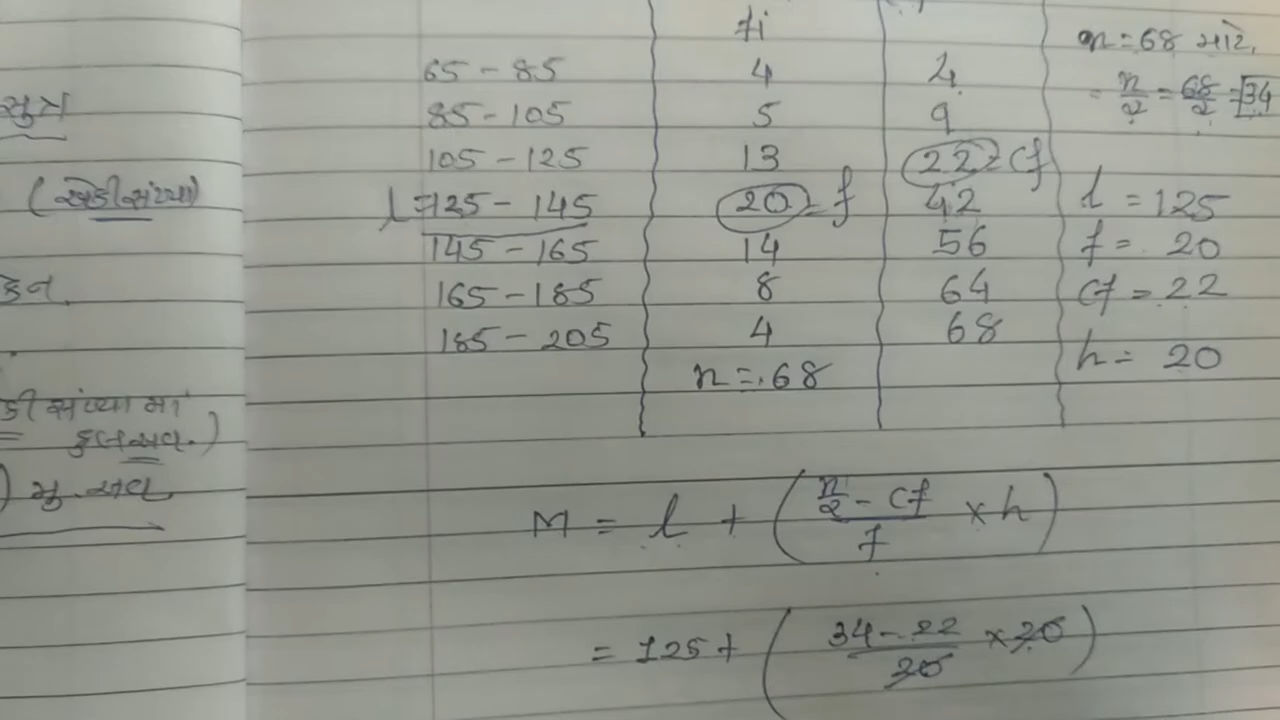 સુત્ર
કુલ
મુ.અવ
fi
65 - 85 4 4
85 - 105 5 9
105 - 125 13 22 = cf
l = 125 - 145 20 = f 42
145 - 165 14 56
165 - 185 8 64
185 - 205 4 68
n = 68
n = 68 માટે,
= n/2 = 68/2 = 34
l = 125
f = 20
cf = 22
h = 20
M = l + ( (n/2 - cf)/f × h )
= 125 + ( (34 - 22)/20 × 20 )